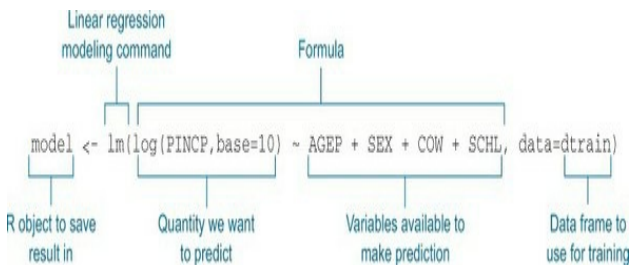 Linear regression
modeling command
Formula
model <- lm(log(PINCP,base=10) ~ AGEP + SEX + COW + SCHL, data=dtrain)
R object to save
result in
Quantity we want
to predict
Variables available to
make prediction
Data frame to
use for training